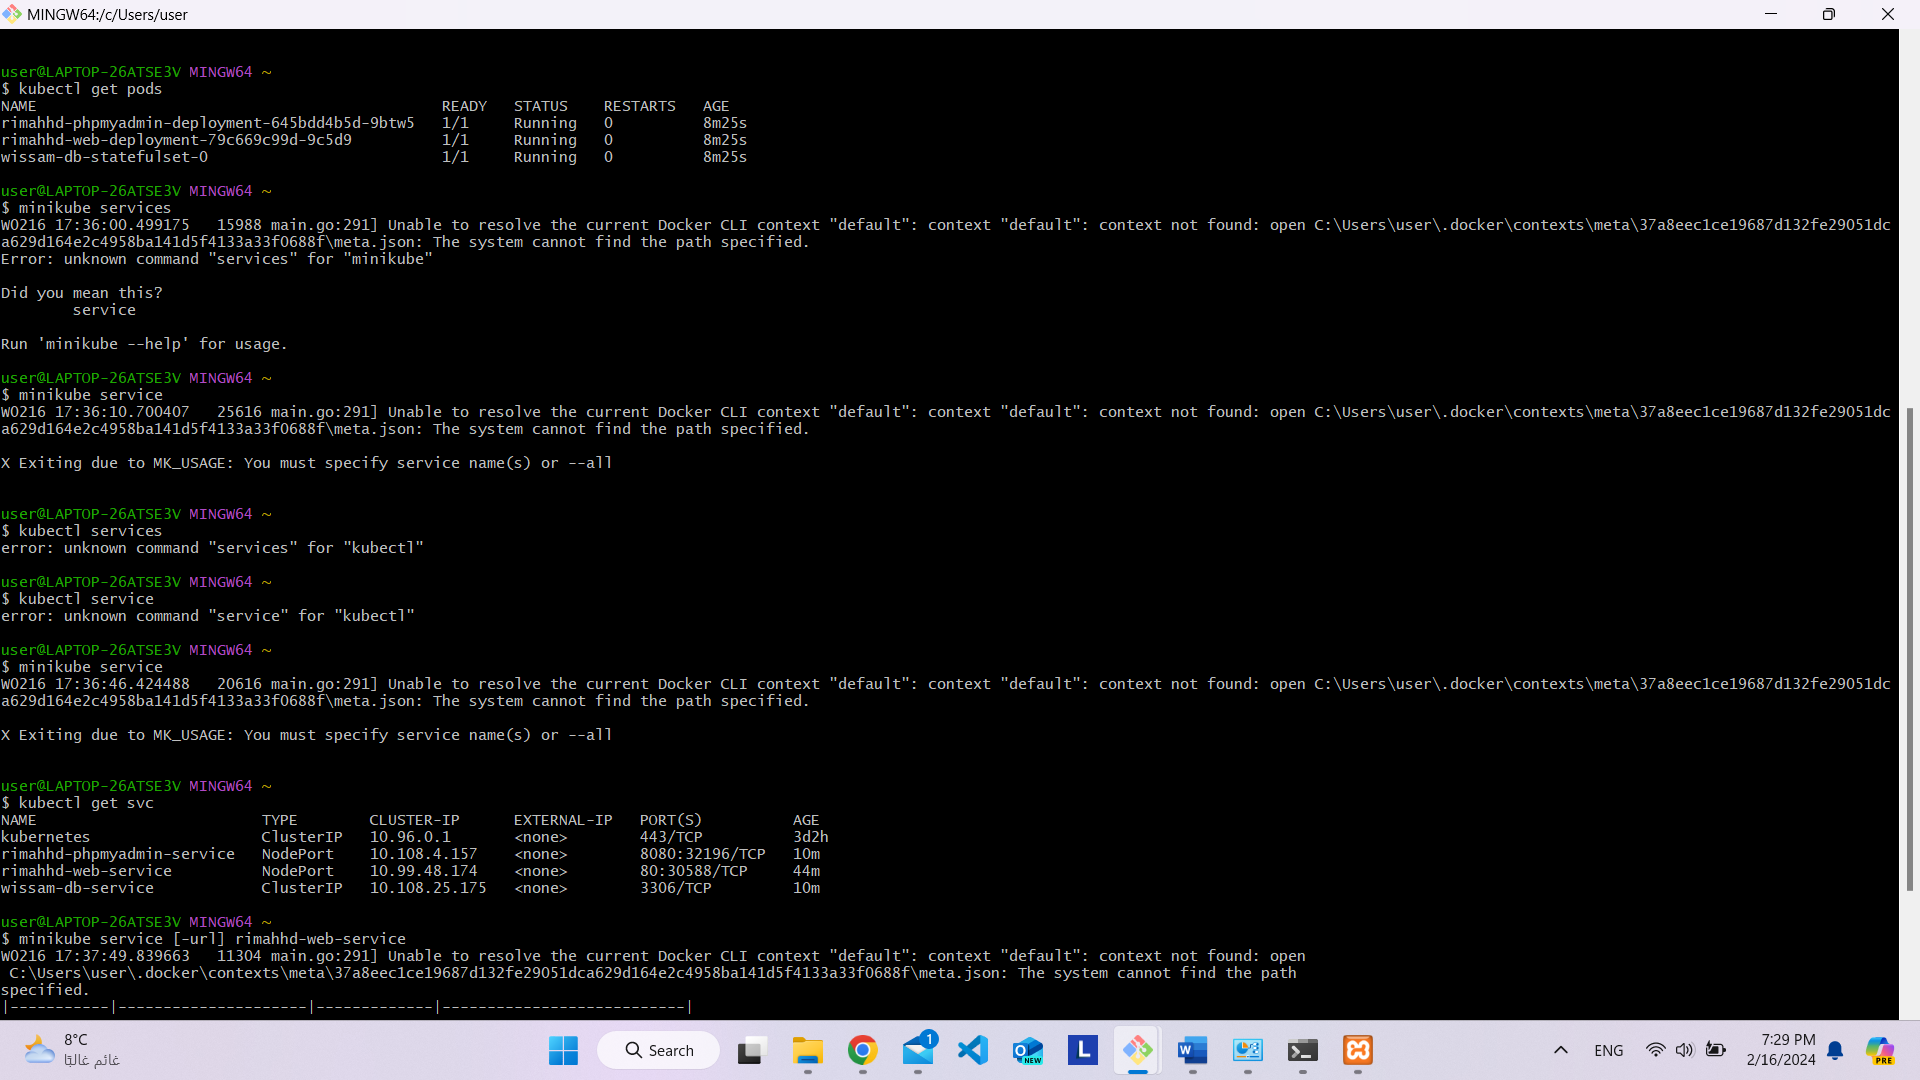 MINGW64:/c/Users/user
user@LAPTOP-26ATSE3V MINGW64 ~
$ kubectl get pods
NAME READY STATUS RESTARTS AGE
rimahhd-phpmyadmin-deployment-645bdd4b5d-9btw5 1/1 Running 0 8m25s
rimahhd-web-deployment-79c669c99d-9c5d9 1/1 Running 0 8m25s
wissam-db-statefulset-0 1/1 Running 0 8m25s
user@LAPTOP-26ATSE3V MINGW64 ~
$ minikube services
W0216 17:36:00.499175 15988 main.go:291] Unable to resolve the current Docker CLI context "default": context "default": context not found: open C:\Users\user\.docker\contexts\meta\37a8eec1ce19687d132fe29051dc
a629d164e2c4958ba141d5f4133a33f0688f\meta.json: The system cannot find the path specified.
Error: unknown command "services" for "minikube"
Did you mean this?
service
Run 'minikube --help' for usage.
user@LAPTOP-26ATSE3V MINGW64 ~
$ minikube service
W0216 17:36:10.700407 25616 main.go:291] Unable to resolve the current Docker CLI context "default": context "default": context not found: open C:\Users\user\.docker\contexts\meta\37a8eec1ce19687d132fe29051dc
a629d164e2c4958ba141d5f4133a33f0688f\meta.json: The system cannot find the path specified.
X Exiting due to MK_USAGE: You must specify service name(s) or --all
user@LAPTOP-26ATSE3V MINGW64 ~
$ kubectl services
error: unknown command "services" for "kubectl"
user@LAPTOP-26ATSE3V MINGW64 ~
$ kubectl service
error: unknown command "service" for "kubectl"
user@LAPTOP-26ATSE3V MINGW64 ~
$ minikube service
W0216 17:36:46.424488 20616 main.go:291] Unable to resolve the current Docker CLI context "default": context "default": context not found: open C:\Users\user\.docker\contexts\meta\37a8eec1ce19687d132fe29051dc
a629d164e2c4958ba141d5f4133a33f0688f\meta.json: The system cannot find the path specified.
X Exiting due to MK_USAGE: You must specify service name(s) or --all
user@LAPTOP-26ATSE3V MINGW64 ~
$ kubectl get svc
NAME TYPE CLUSTER-IP EXTERNAL-IP PORT(S) AGE
kubernetes ClusterIP 10.96.0.1 <none> 443/TCP 3d2h
rimahhd-phpmyadmin-service NodePort 10.108.4.157 <none> 8080:32196/TCP 10m
rimahhd-web-service NodePort 10.99.48.174 <none> 80:30588/TCP 44m
wissam-db-service ClusterIP 10.108.25.175 <none> 3306/TCP 10m
user@LAPTOP-26ATSE3V MINGW64 ~
$ minikube service [-url] rimahhd-web-service
W0216 17:37:49.839663 11304 main.go:291] Unable to resolve the current Docker CLI context "default": context "default": context not found: open
C:\Users\user\.docker\contexts\meta\37a8eec1ce19687d132fe29051dca629d164e2c4958ba141d5f4133a33f0688f\meta.json: The system cannot find the path
specified.
|-----------|---------------------|-------------|---------------------------|
8°C
غائم غالبًا
Search
1
NEW
L
W
ENG
7:29 PM
2/16/2024
PRE